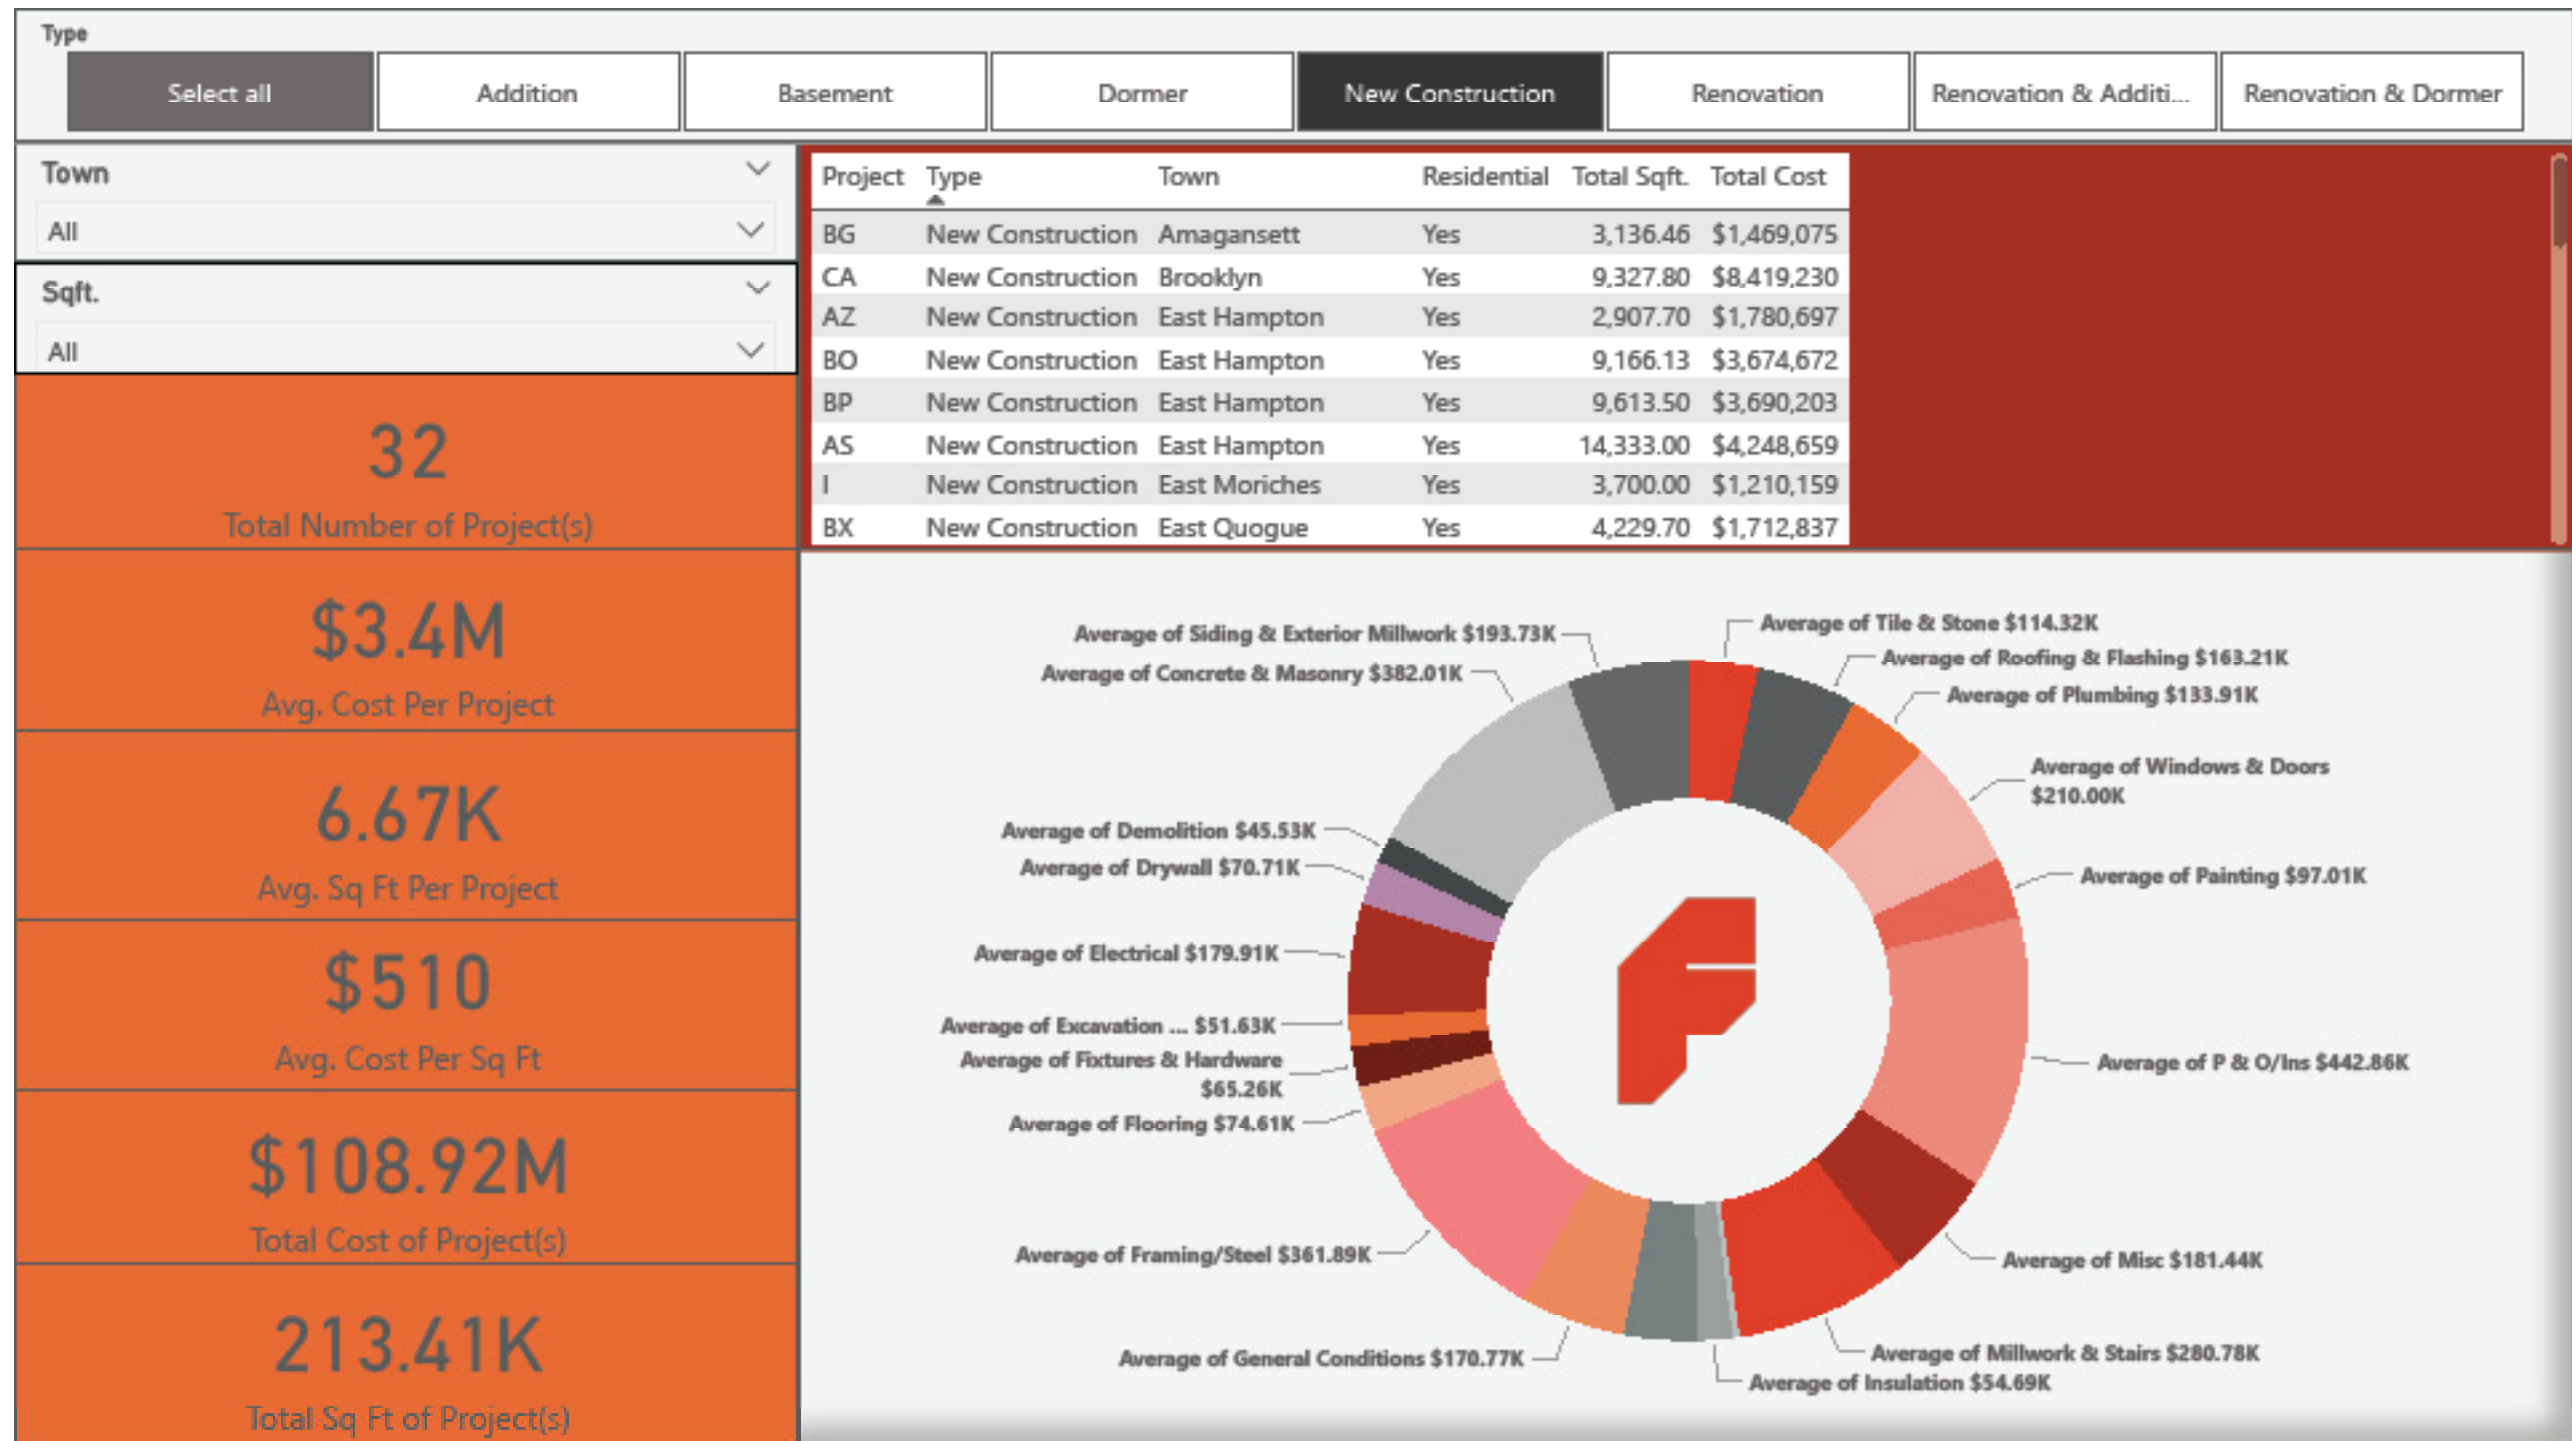 Type
Select all
Addition
Basement
Dormer
New Construction
Renovation
Renovation & Additi...
Renovation & Dormer
Town
All
Sqft.
All
32
Total Number of Project(s)
$3.4M
Avg. Cost Per Project
6.67K
Avg. Sq Ft Per Project
$510
Avg. Cost Per Sq Ft
$108.92M
Total Cost of Project(s)
213.41K
Total Sq Ft of Project(s)
Project Type Town Residential Total Sqft. Total Cost
BG New Construction Amagansett Yes 3,136.46 $1,469,075
CA New Construction Brooklyn Yes 9,327.80 $8,419,230
AZ New Construction East Hampton Yes 2,907.70 $1,780,697
BO New Construction East Hampton Yes 9,166.13 $3,674,672
BP New Construction East Hampton Yes 9,613.50 $3,690,203
AS New Construction East Hampton Yes 14,333.00 $4,248,659
I New Construction East Moriches Yes 3,700.00 $1,210,159
BX New Construction East Quogue Yes 4,229.70 $1,712,837
Average of Siding & Exterior Millwork $193.73K
Average of Concrete & Masonry $382.01K
Average of Demolition $45.53K
Average of Drywall $70.71K
Average of Electrical $179.91K
Average of Excavation ... $51.63K
Average of Fixtures & Hardware
$65.26K
Average of Flooring $74.61K
Average of Framing/Steel $361.89K
Average of General Conditions $170.77K
Average of Tile & Stone $114.32K
Average of Roofing & Flashing $163.21K
Average of Plumbing $133.91K
Average of Windows & Doors
$210.00K
Average of Painting $97.01K
Average of P & O/Ins $442.86K
Average of Misc $181.44K
Average of Millwork & Stairs $280.78K
Average of Insulation $54.69K
F